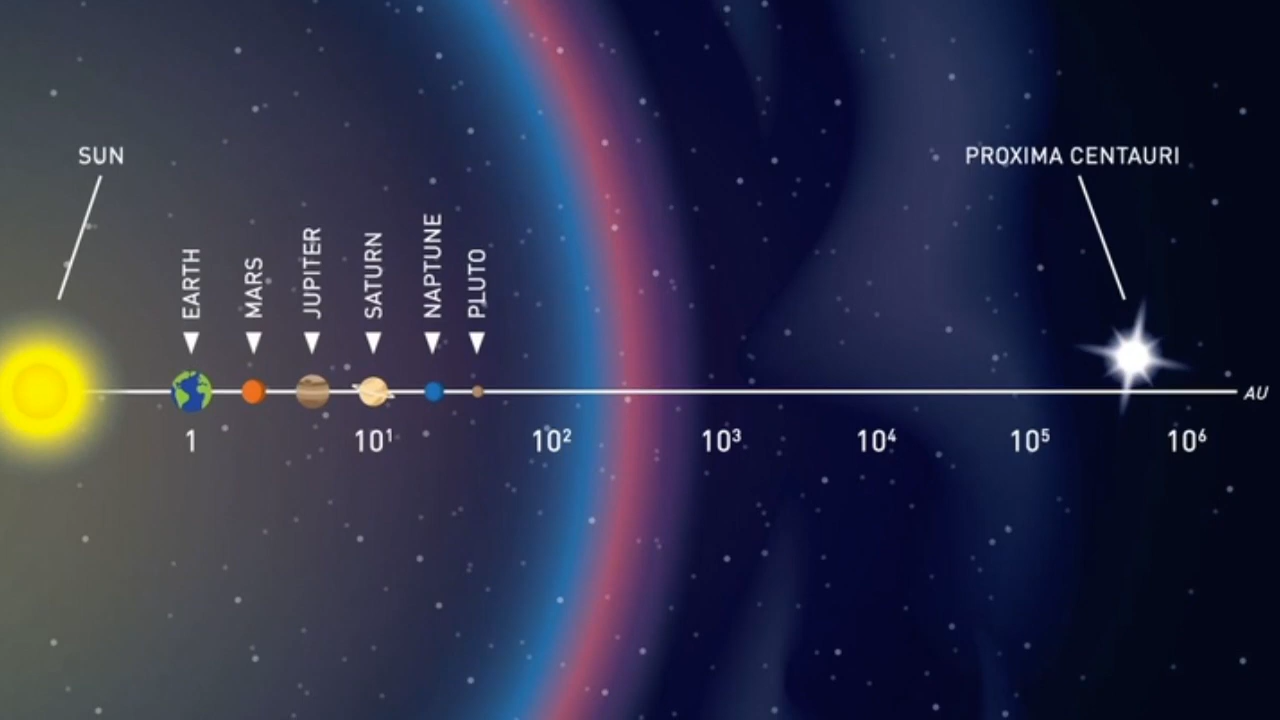 SUN
PROXIMA CENTAURI
EARTH
MARS
JUPITER
SATURN
NAPTUNE
PLUTO
AU
1
10¹
10²
10³
10⁴
10⁵
10⁶